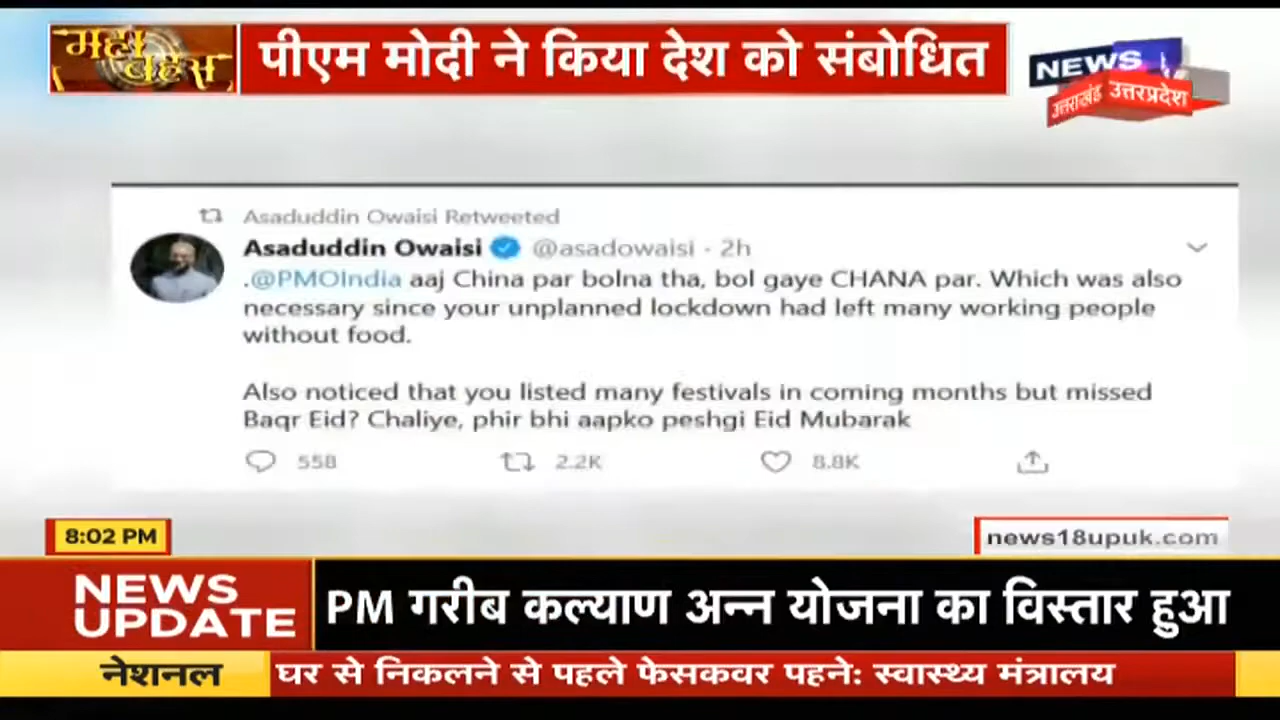 महा
बहस
पीएम मोदी ने किया देश को संबोधित
NEWS
उत्तराखंड उत्तरप्रदेश
Asaduddin Owaisi Retweeted
Asaduddin Owaisi @asadowaisi · 2h
.@PMOIndia aaj China par bolna tha, bol gaye CHANA par. Which was also
necessary since your unplanned lockdown had left many working people
without food.
Also noticed that you listed many festivals in coming months but missed
Baqr Eid? Chaliye, phir bhi aapko peshgi Eid Mubarak
558 2.2K 8.8K
8:02 PM
news18upuk.com
NEWS
UPDATE
PM गरीब कल्याण अन्न योजना का विस्तार हुआ
नेशनल
घर से निकलने से पहले फेसकवर पहने: स्वास्थ्य मंत्रालय